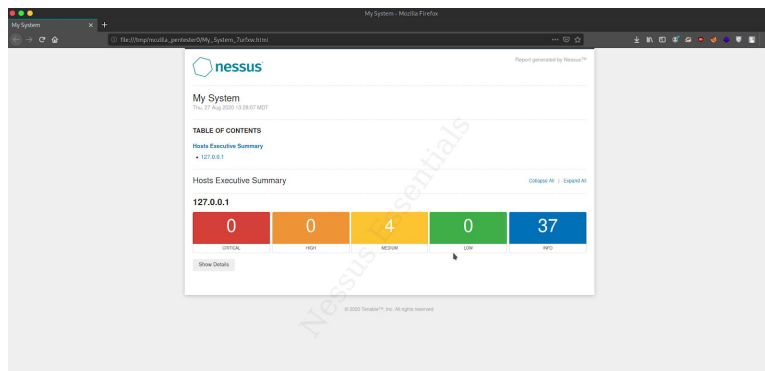 My System - Mozilla Firefox
My System
file:///tmp/mozilla_pentester0/My_System_7urfxw.html
nessus
Report generated by Nessus™
My System
Thu, 27 Aug 2020 13:28:07 MDT
TABLE OF CONTENTS
Hosts Executive Summary
• 127.0.0.1
Hosts Executive Summary
Collapse All | Expand All
127.0.0.1
0 0 4 0 37
CRITICAL HIGH MEDIUM LOW INFO
Show Details
Nessus Essentials
© 2020 Tenable™, Inc. All rights reserved.